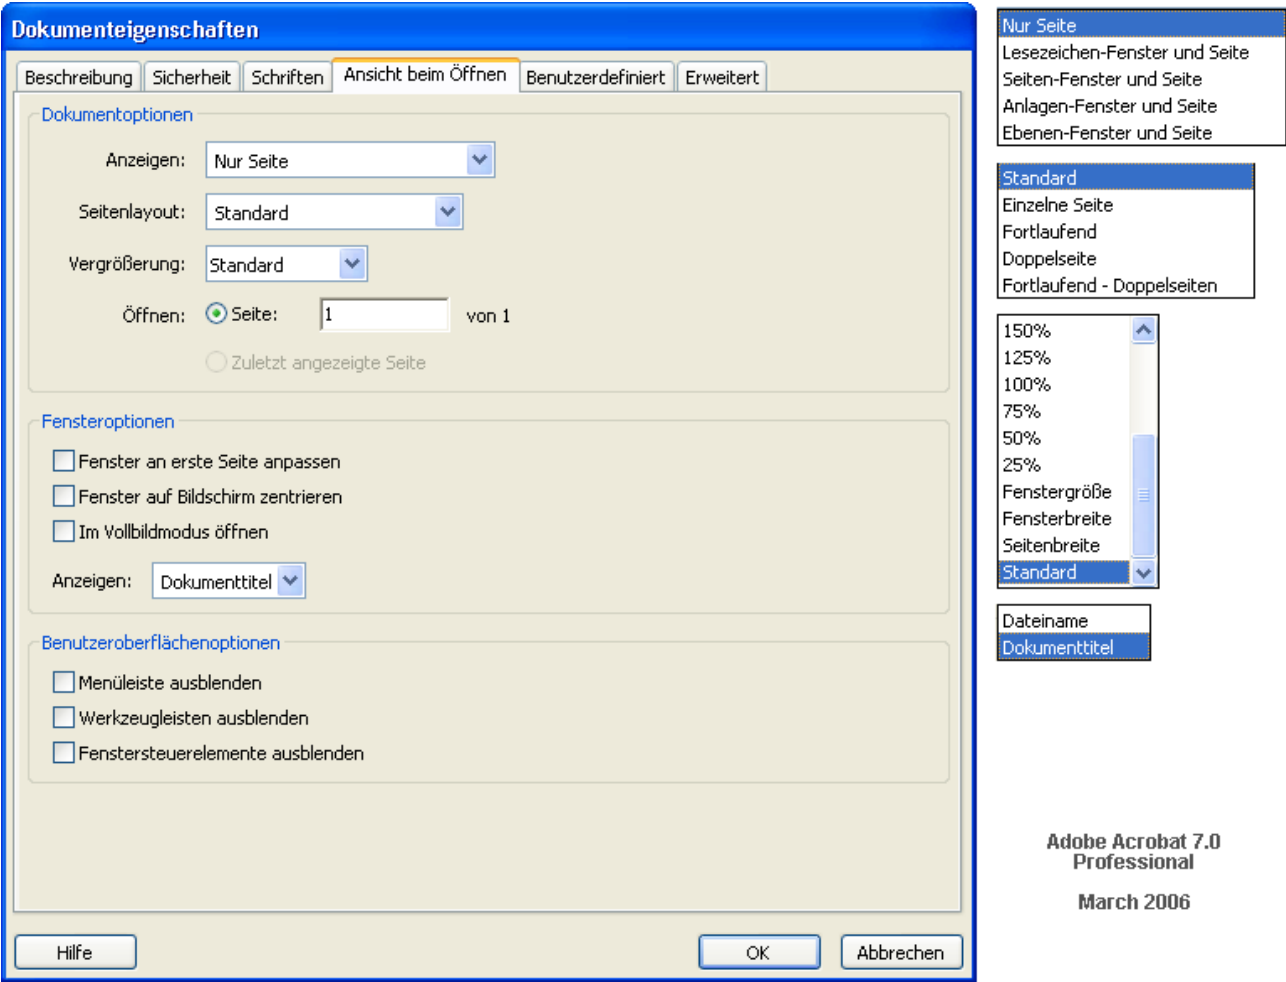 Dokumenteigenschaften
Beschreibung Sicherheit Schriften Ansicht beim Öffnen Benutzerdefiniert Erweitert
Dokumentoptionen
Anzeigen: Nur Seite
Seitenlayout: Standard
Vergrößerung: Standard
Öffnen: Seite: 1 von 1
Zuletzt angezeigte Seite
Fensteroptionen
Fenster an erste Seite anpassen
Fenster auf Bildschirm zentrieren
Im Vollbildmodus öffnen
Anzeigen: Dokumenttitel
Benutzeroberflächenoptionen
Menüleiste ausblenden
Werkzeugleisten ausblenden
Fenstersteuerelemente ausblenden
Hilfe OK Abbrechen
Nur Seite
Lesezeichen-Fenster und Seite
Seiten-Fenster und Seite
Anlagen-Fenster und Seite
Ebenen-Fenster und Seite
Standard
Einzelne Seite
Fortlaufend
Doppelseite
Fortlaufend - Doppelseiten
150%
125%
100%
75%
50%
25%
Fenstergröße
Fensterbreite
Seitenbreite
Standard
Dateiname
Dokumenttitel
Adobe Acrobat 7.0
Professional
March 2006